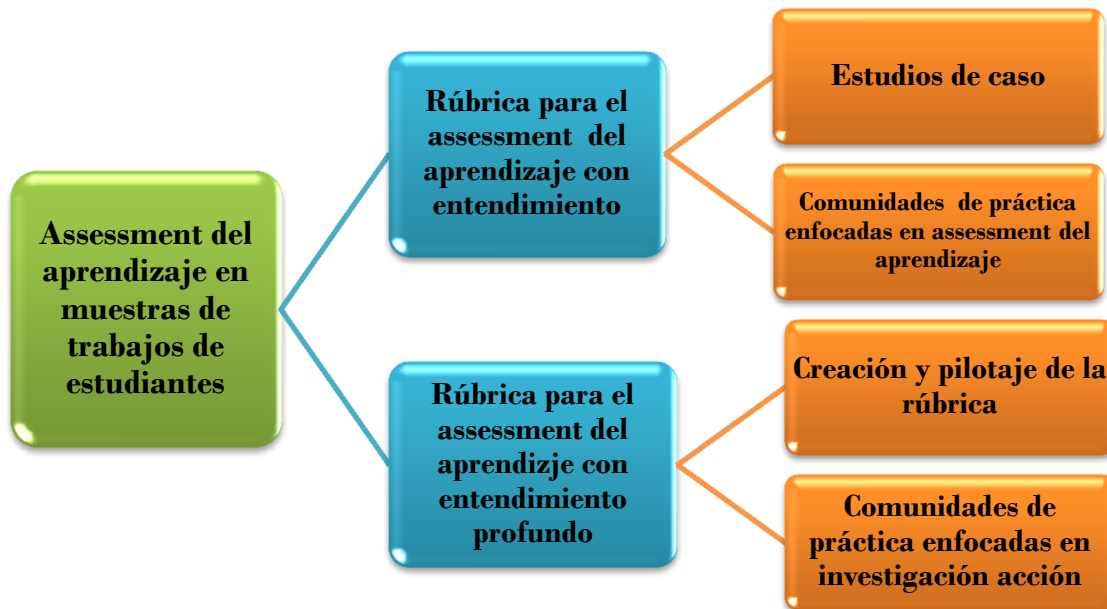 Assessment del
aprendizaje en
muestras de
trabajos de
estudiantes
Rúbrica para el
assessment del
aprendizaje con
entendimiento
Estudios de caso
Comunidades de práctica
enfocadas en assessment del
aprendizaje
Rúbrica para el
assessment del
aprendizje con
entendimiento
profundo
Creación y pilotaje de la
rúbrica
Comunidades de
práctica enfocadas en
investigación acción